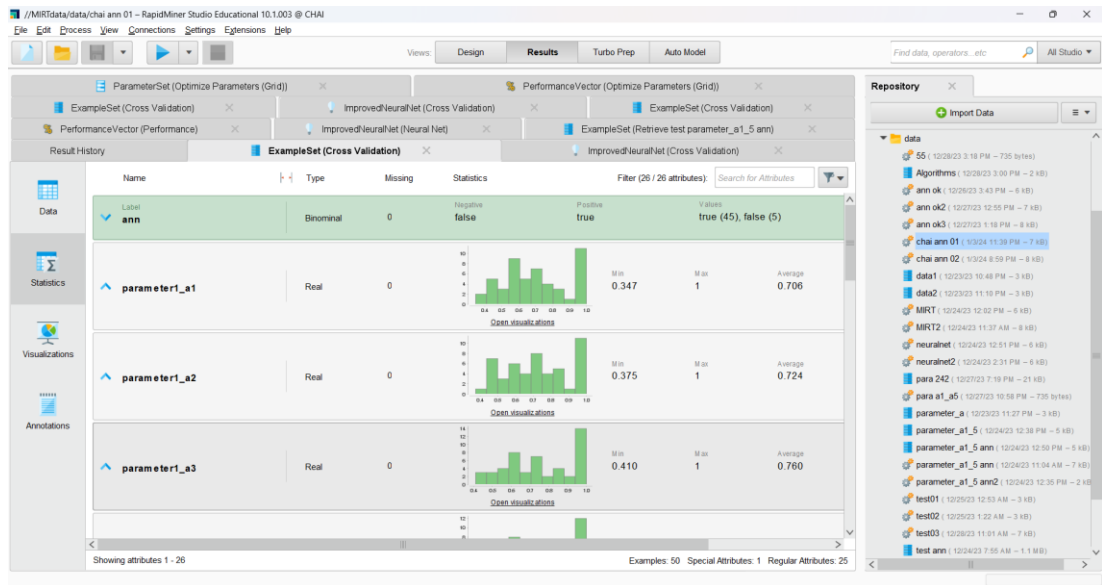 //MIRTdata/data/chai ann 01 – RapidMiner Studio Educational 10.1.003 @ CHAI
File Edit Process View Connections Settings Extensions Help
Views: Design Results Turbo Prep Auto Model
Find data, operators...etc All Studio
ParameterSet (Optimize Parameters (Grid)) PerformanceVector (Optimize Parameters (Grid))
ExampleSet (Cross Validation) ImprovedNeuralNet (Cross Validation) ExampleSet (Cross Validation)
PerformanceVector (Performance) ImprovedNeuralNet (Neural Net) ExampleSet (Retrieve test parameter_a1_5 ann)
Result History ExampleSet (Cross Validation) ImprovedNeuralNet (Cross Validation)
Data
Statistics
Visualizations
Annotations
Name Type Missing Statistics Filter (26 / 26 attributes): Search for Attributes
Label Negative Positive Values
ann Binominal 0 false true true (45), false (5)
Min Max Average
parameter1_a1 Real 0 0.347 1 0.706
Open visualizations
Min Max Average
parameter1_a2 Real 0 0.375 1 0.724
Open visualizations
Min Max Average
parameter1_a3 Real 0 0.410 1 0.760
Open visualizations
Showing attributes 1 - 26 Examples: 50 Special Attributes: 1 Regular Attributes: 25
Repository
Import Data
data
55 ( 12/28/23 3:18 PM – 735 bytes)
Algorithms ( 12/28/23 3:00 PM – 2 kB)
ann ok ( 12/26/23 3:43 PM – 6 kB)
ann ok2 ( 12/27/23 12:55 PM – 7 kB)
ann ok3 ( 12/27/23 1:18 PM – 8 kB)
chai ann 01 ( 1/3/24 11:39 PM – 7 kB)
chai ann 02 ( 1/3/24 8:59 PM – 8 kB)
data1 ( 12/23/23 10:48 PM – 3 kB)
data2 ( 12/23/23 11:10 PM – 3 kB)
MIRT ( 12/24/23 12:02 PM – 6 kB)
MIRT2 ( 12/24/23 11:37 AM – 8 kB)
neuralnet ( 12/24/23 12:51 PM – 6 kB)
neuralnet2 ( 12/24/23 2:31 PM – 6 kB)
para 242 ( 12/27/23 7:19 PM – 21 kB)
para a1_a5 ( 12/27/23 10:58 PM – 735 bytes)
parameter_a ( 12/23/23 11:27 PM – 3 kB)
parameter_a1_5 ( 12/24/23 12:38 PM – 5 kB)
parameter_a1_5 ann ( 12/24/23 12:50 PM – 5 kB)
parameter_a1_5 ann ( 12/24/23 11:04 AM – 7 kB)
parameter_a1_5 ann2 ( 12/24/23 12:35 PM – 2 kB
test01 ( 12/25/23 12:53 AM – 3 kB)
test02 ( 12/25/23 1:22 AM – 3 kB)
test03 ( 12/28/23 11:01 AM – 7 kB)
test ann ( 12/24/23 7:55 AM – 1.1 MB)